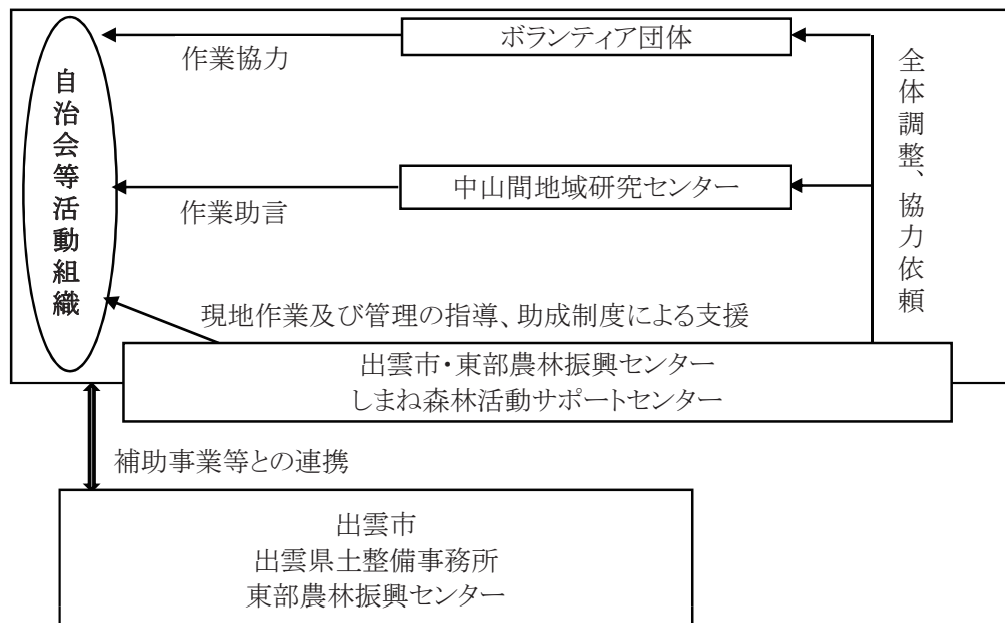 ボランティア団体
作業協力
自治会等活動組織
全体調整、協力依頼
中山間地域研究センター
作業助言
現地作業及び管理の指導、助成制度による支援
出雲市・東部農林振興センター
しまね森林活動サポートセンター
補助事業等との連携
出雲市
出雲県土整備事務所
東部農林振興センター